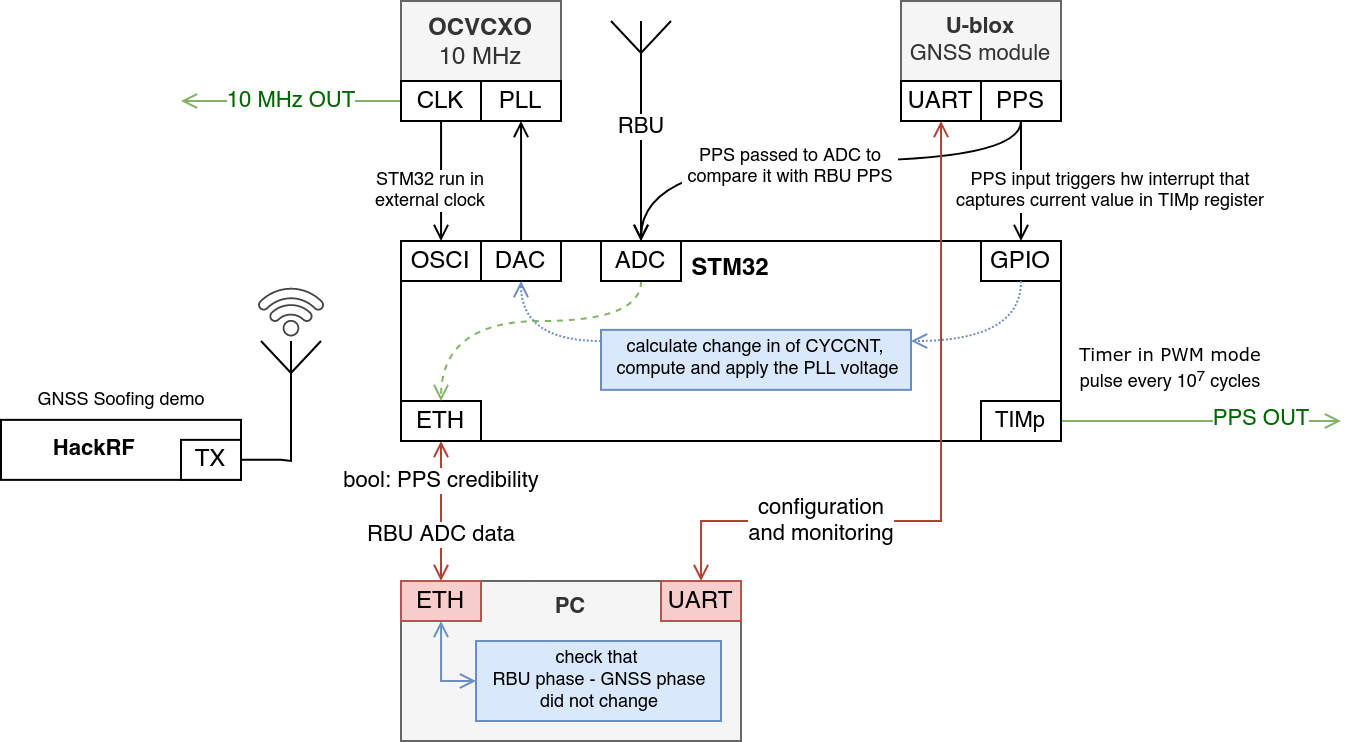 OCVCXO
10 MHz
CLK
PLL
U-blox
GNSS module
UART
PPS
10 MHz OUT
RBU
PPS passed to ADC to
compare it with RBU PPS
STM32 run in
external clock
PPS input triggers hw interrupt that
captures current value in TIMp register
OSCI
DAC
ADC
STM32
GPIO
calculate change in of CYCCNT,
compute and apply the PLL voltage
Timer in PWM mode
pulse every 10⁷ cycles
GNSS Soofing demo
HackRF
TX
ETH
TIMp
PPS OUT
bool: PPS credibility
RBU ADC data
configuration
and monitoring
ETH
PC
UART
check that
RBU phase - GNSS phase
did not change